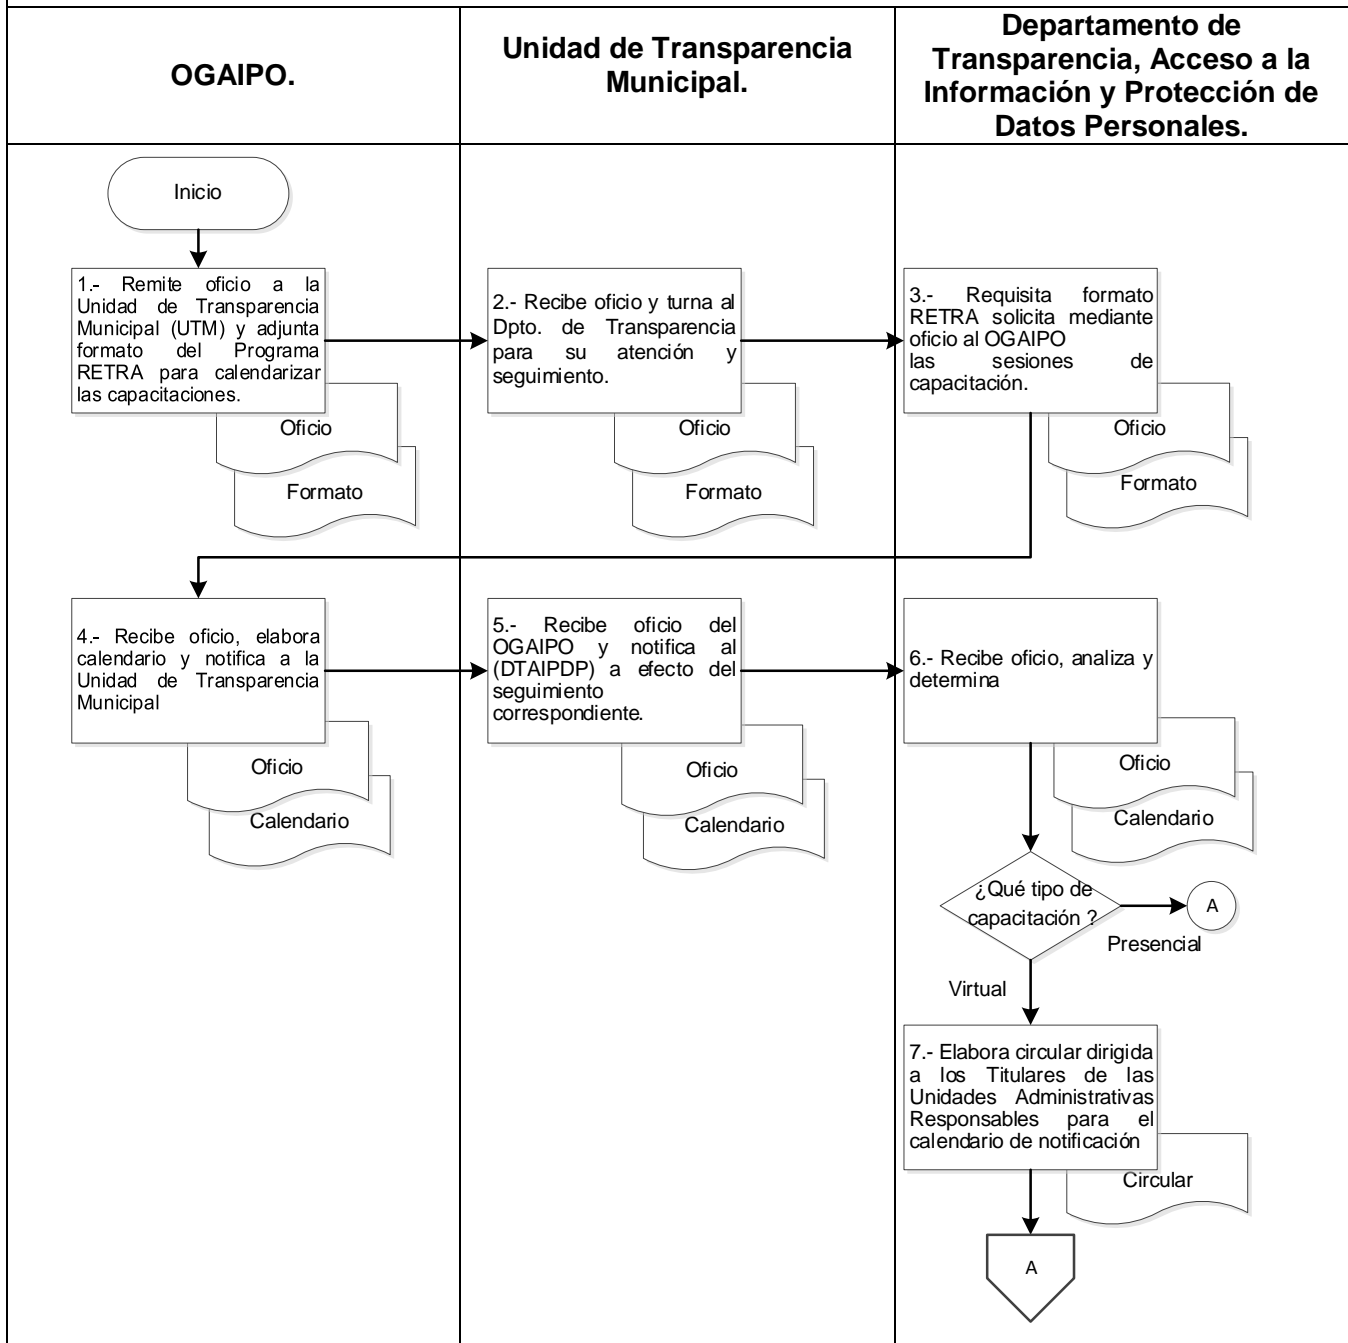 OGAIPO.
Unidad de Transparencia
Municipal.
Departamento de
Transparencia, Acceso a la
Información y Protección de
Datos Personales.
Inicio
1.- Remite oficio a la
Unidad de Transparencia
Municipal (UTM) y adjunta
formato del Programa
RETRA para calendarizar
las capacitaciones.
Oficio
Formato
2.- Recibe oficio y turna al
Dpto. de Transparencia
para su atención y
seguimiento.
Oficio
Formato
3.- Requisita formato
RETRA solicita mediante
oficio al OGAIPO
las sesiones de
capacitación.
Oficio
Formato
4.- Recibe oficio, elabora
calendario y notifica a la
Unidad de Transparencia
Municipal
Oficio
Calendario
5.- Recibe oficio del
OGAIPO y notifica al
(DTAIPDP) a efecto del
seguimiento
correspondiente.
Oficio
Calendario
6.- Recibe oficio, analiza y
determina
Oficio
Calendario
¿Qué tipo de
capacitación ?
A
Presencial
Virtual
7.- Elabora circular dirigida
a los Titulares de las
Unidades Administrativas
Responsables para el
calendario de notificación
Circular
A